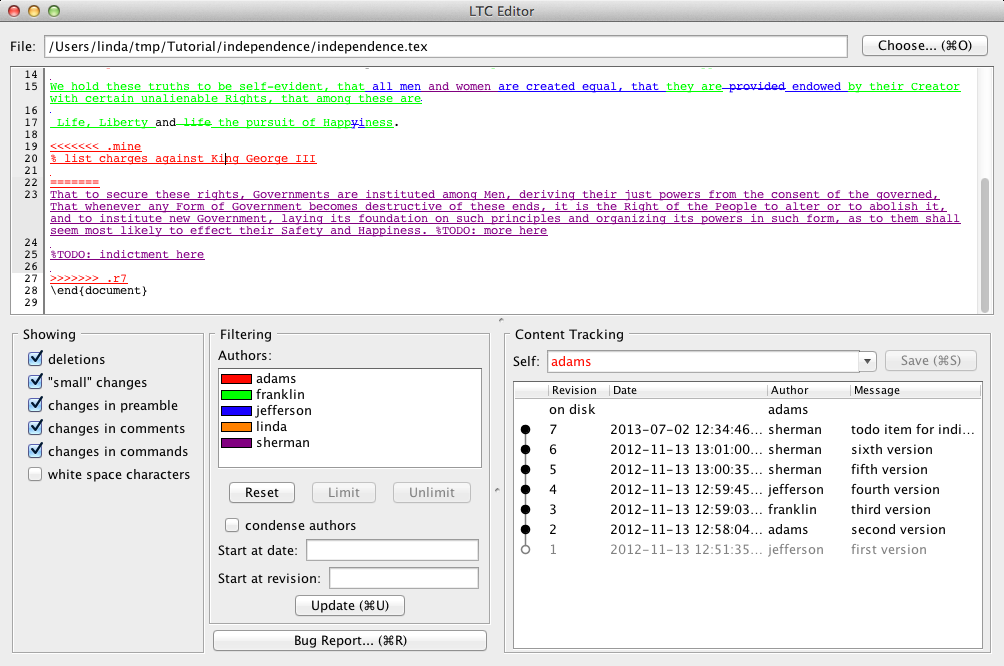 LTC Editor
File: /Users/linda/tmp/Tutorial/independence/independence.tex Choose... (⌘O)
14
15 We hold these truths to be self-evident, that all men and women are created equal, that they are provided endowed by their Creator
with certain unalienable Rights, that among these are
16
17 Life, Liberty and life the pursuit of Happyiness.
18
19 <<<<<<< .mine
20 % list charges against King George III
21
22 =======
23 That to secure these rights, Governments are instituted among Men, deriving their just powers from the consent of the governed,
That whenever any Form of Government becomes destructive of these ends, it is the Right of the People to alter or to abolish it,
and to institute new Government, laying its foundation on such principles and organizing its powers in such form, as to them shall
seem most likely to effect their Safety and Happiness. %TODO: more here
24
25 %TODO: indictment here
26
27 >>>>>>> .r7
28 \end{document}
29
Showing
deletions
"small" changes
changes in preamble
changes in comments
changes in commands
white space characters
Filtering
Authors:
adams
franklin
jefferson
linda
sherman
Reset Limit Unlimit
condense authors
Start at date:
Start at revision:
Update (⌘U)
Bug Report... (⌘R)
Content Tracking
Self: adams Save (⌘S)
Revision Date Author Message
on disk adams
7 2013-07-02 12:34:46... sherman todo item for indi...
6 2012-11-13 13:01:00... sherman sixth version
5 2012-11-13 13:00:35... sherman fifth version
4 2012-11-13 12:59:45... jefferson fourth version
3 2012-11-13 12:59:03... franklin third version
2 2012-11-13 12:58:04... adams second version
1 2012-11-13 12:51:35... jefferson first version